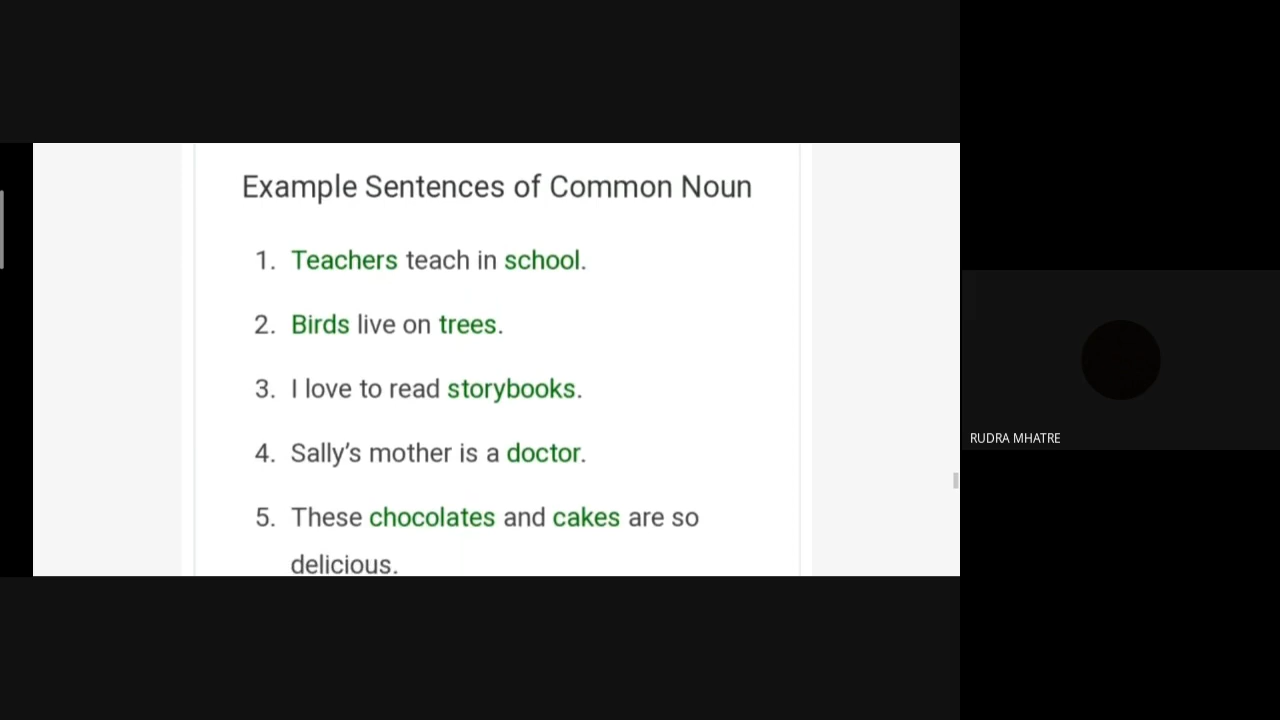 Example Sentences of Common Noun
1. Teachers teach in school.
2. Birds live on trees.
3. I love to read storybooks.
4. Sally’s mother is a doctor.
5. These chocolates and cakes are so
delicious.
RUDRA MHATRE